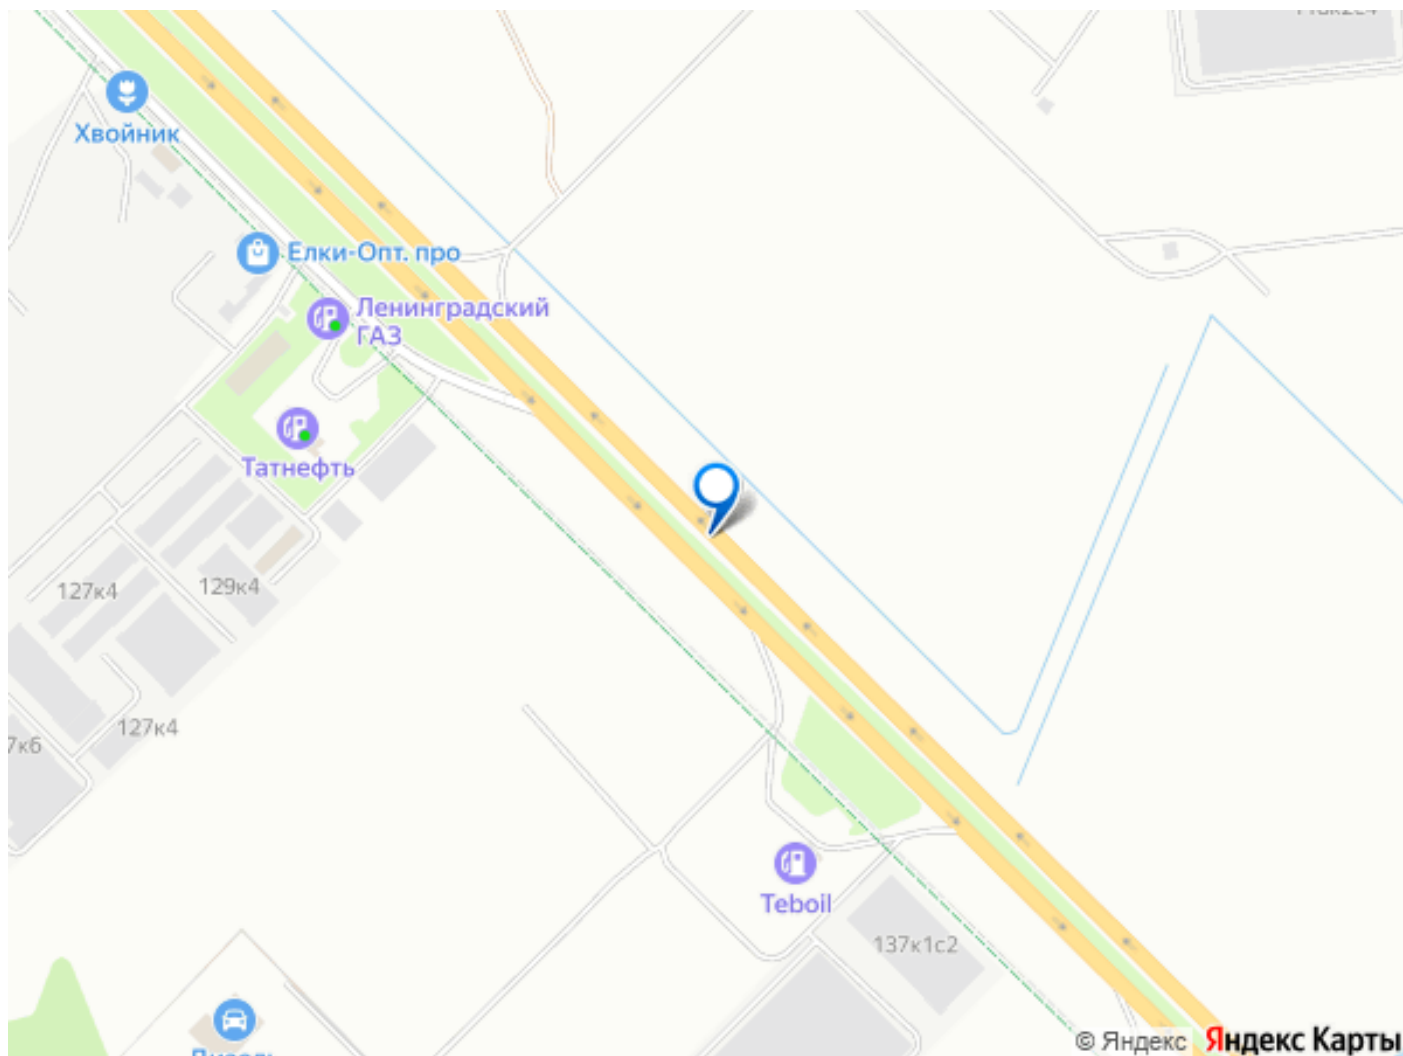 Хвойник
Елки-Опт. про
Ленинградский
ГАЗ
Татнефть
127к4
129к4
127к4
7к6
Teboil
137к1с2
© Яндекс Яндекс Карты